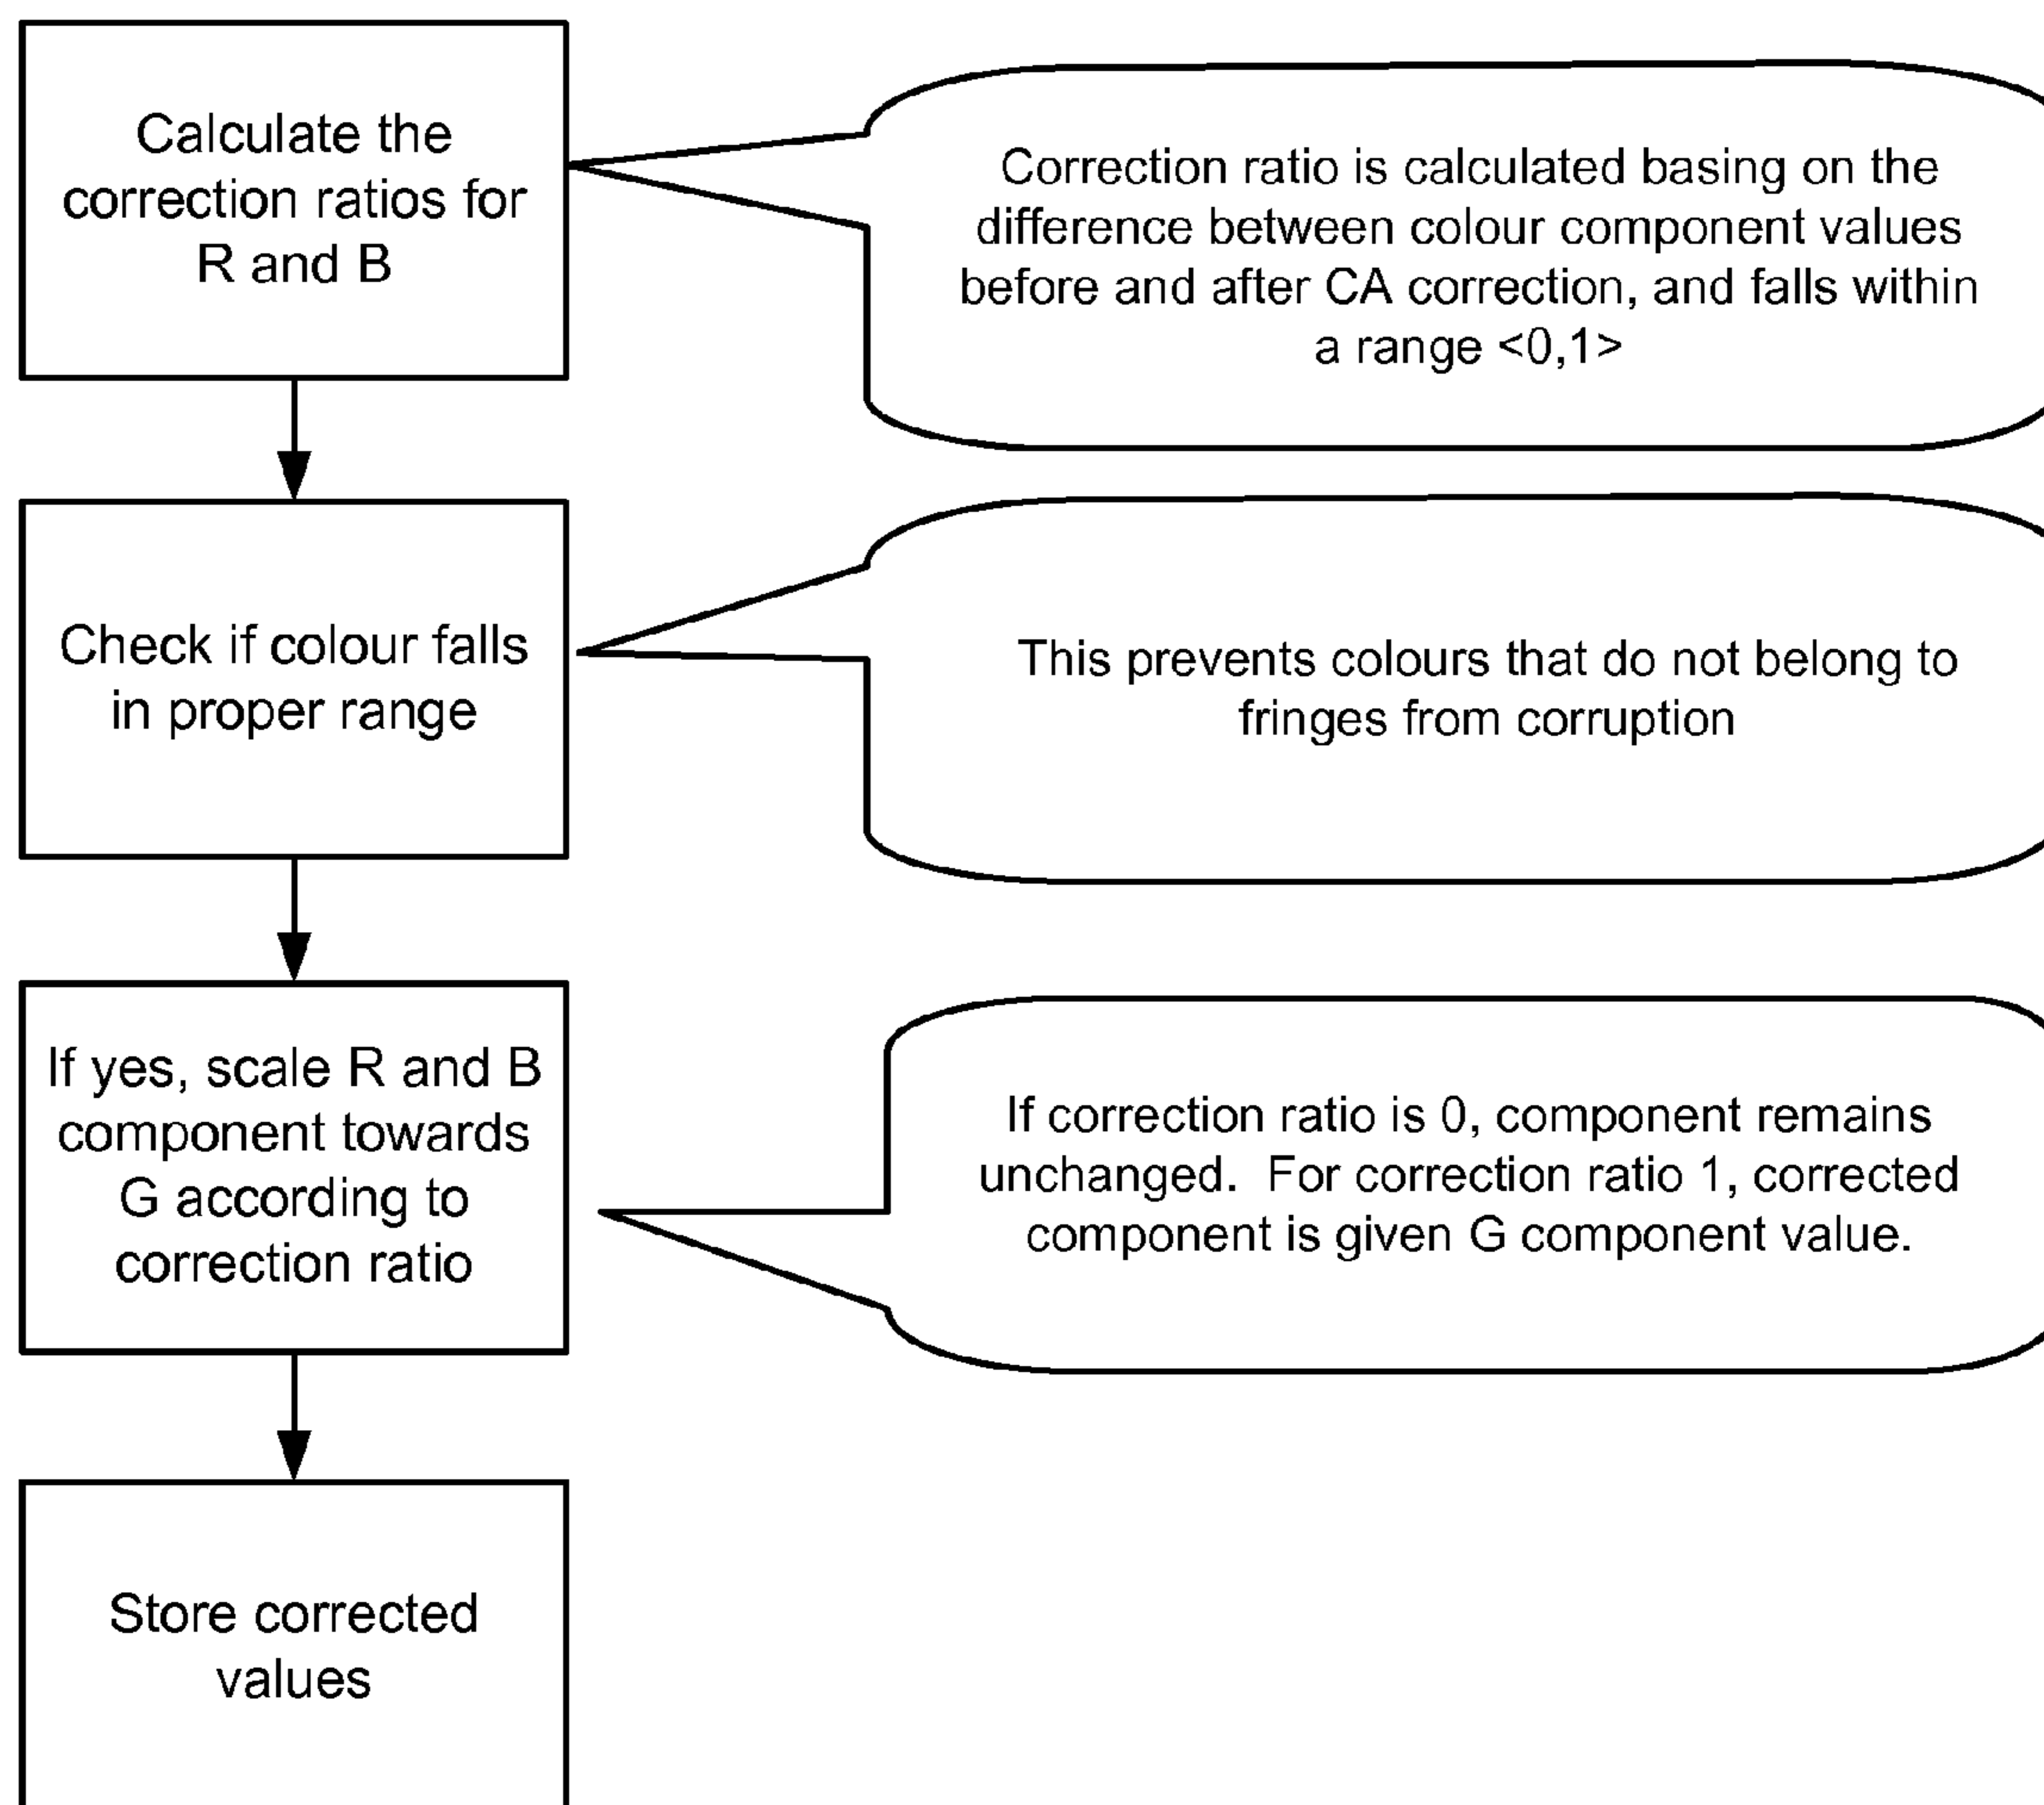 Calculate the
correction ratios for
R and B
Correction ratio is calculated basing on the
difference between colour component values
before and after CA correction, and falls within
a range <0,1>
Check if colour falls
in proper range
This prevents colours that do not belong to
fringes from corruption
If yes, scale R and B
component towards
G according to
correction ratio
If correction ratio is 0, component remains
unchanged.  For correction ratio 1, corrected
component is given G component value.
Store corrected
values